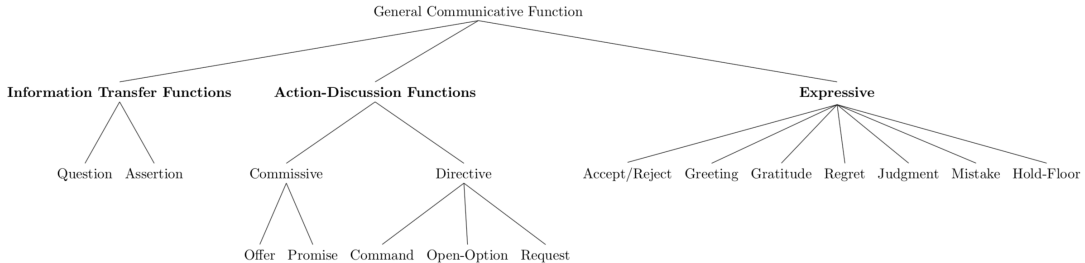 General Communicative Function
Information Transfer Functions Action-Discussion Functions Expressive
Question Assertion Commissive Directive Accept/Reject Greeting Gratitude Regret Judgment Mistake Hold-Floor
Offer Promise Command Open-Option Request